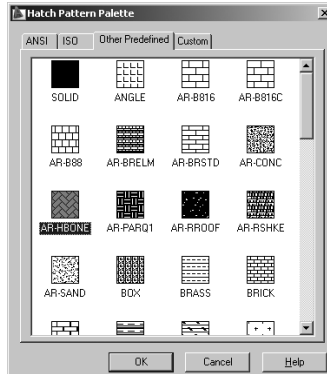 Hatch Pattern Palette
ANSI ISO Other Predefined Custom
SOLID ANGLE AR-B816 AR-B816C
AR-B88 AR-BRELM AR-BRSTD AR-CONC
AR-HBONE AR-PARQ1 AR-RROOF AR-RSHKE
AR-SAND BOX BRASS BRICK
OK Cancel Help